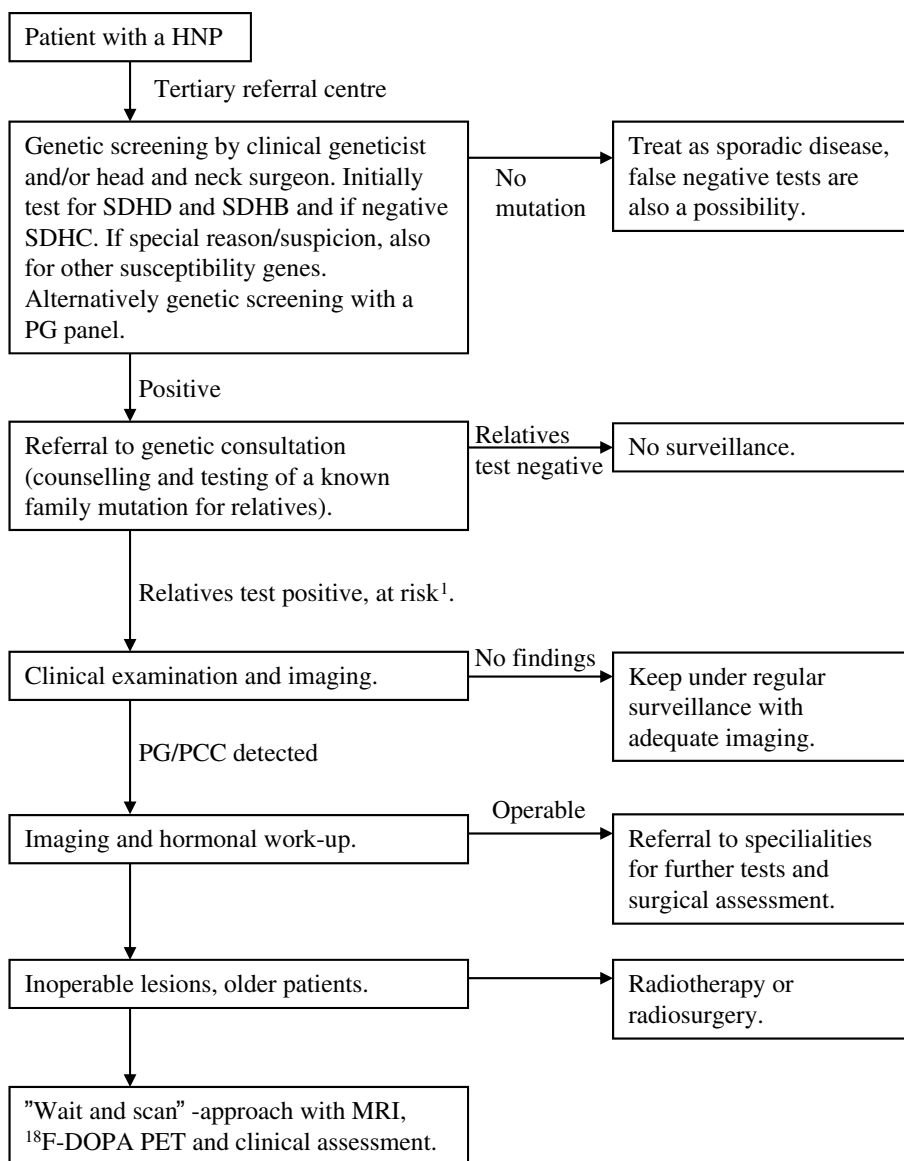 Patient with a HNP
Tertiary referral centre
Genetic screening by clinical geneticist
and/or head and neck surgeon. Initially
test for SDHD and SDHB and if negative
SDHC. If special reason/suspicion, also
for other susceptibility genes.
Alternatively genetic screening with a
PG panel.
No
mutation
Treat as sporadic disease,
false negative tests are
also a possibility.
Positive
Referral to genetic consultation
(counselling and testing of a known
family mutation for relatives).
Relatives
test negative
No surveillance.
Relatives test positive, at risk¹.
Clinical examination and imaging.
No findings
Keep under regular
surveillance with
adequate imaging.
PG/PCC detected
Imaging and hormonal work-up.
Operable
Referral to specilialities
for further tests and
surgical assessment.
Inoperable lesions, older patients.
Radiotherapy or
radiosurgery.
”Wait and scan” -approach with MRI,
¹⁸F-DOPA PET and clinical assessment.